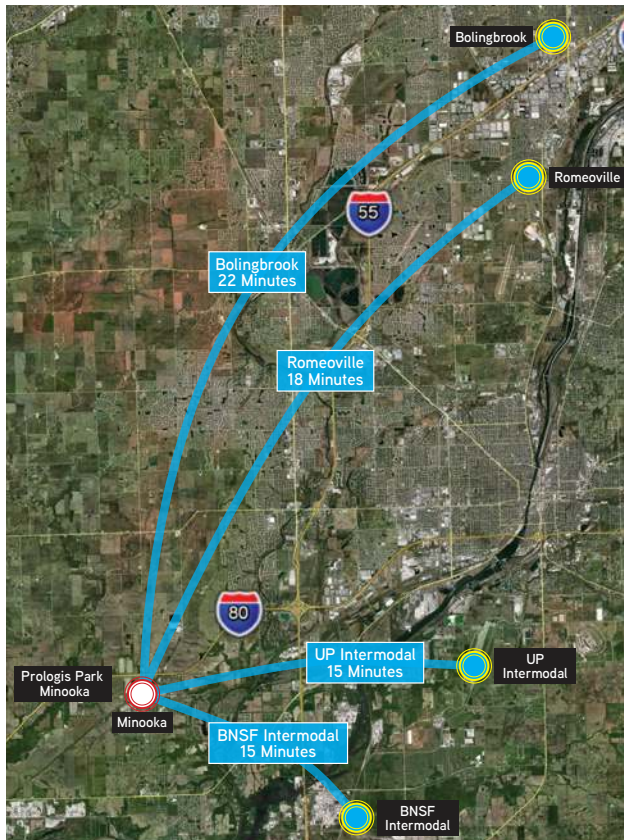 Bolingbrook
Romeoville
55
Bolingbrook
22 Minutes
Romeoville
18 Minutes
80
UP Intermodal
15 Minutes
UP
Intermodal
Prologis Park
Minooka
Minooka
BNSF Intermodal
15 Minutes
BNSF
Intermodal